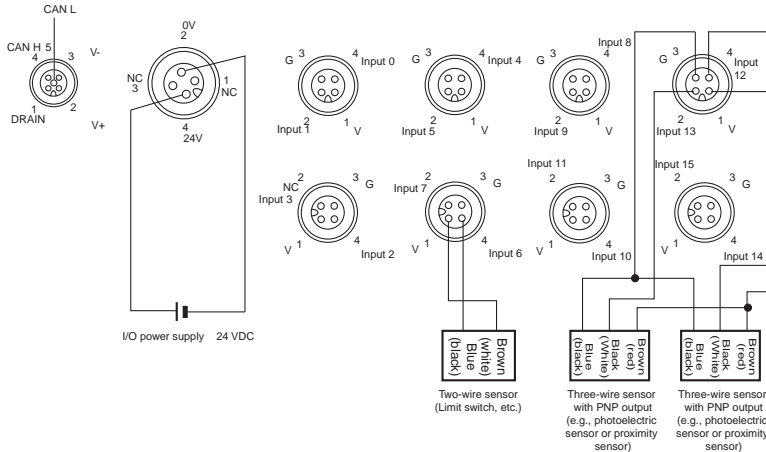 CAN L
CAN H 5
4
3
V-
1
2
DRAIN
V+
0V
2
NC
3
1
NC
4
24V
I/O power supply 24 VDC
G 3
4 Input 0
2
Input 1
1 V
G 3
4 Input 4
2
Input 5
1 V
G 3
4
2
Input 9
1 V
Input 8
G 3
4
Input
12
2
Input 13
1 V
NC 2
Input 3
3 G
V 1
4
Input 2
2
Input 7
3 G
V 1
4
Input 6
Input 11
2
3 G
V 1
4
Input 10
Input 15
2
3 G
V 1
4
Input 14
Brown
(white)
Blue
(black)
Two-wire sensor
(Limit switch, etc.)
Brown
(red)
Black
(White)
Blue
(black)
Three-wire sensor
with PNP output
(e.g., photoelectric
sensor or proximity
sensor)
Brown
(red)
Black
(White)
Blue
(black)
Three-wire sensor
with PNP output
(e.g., photoelectric
sensor or proximity
sensor)